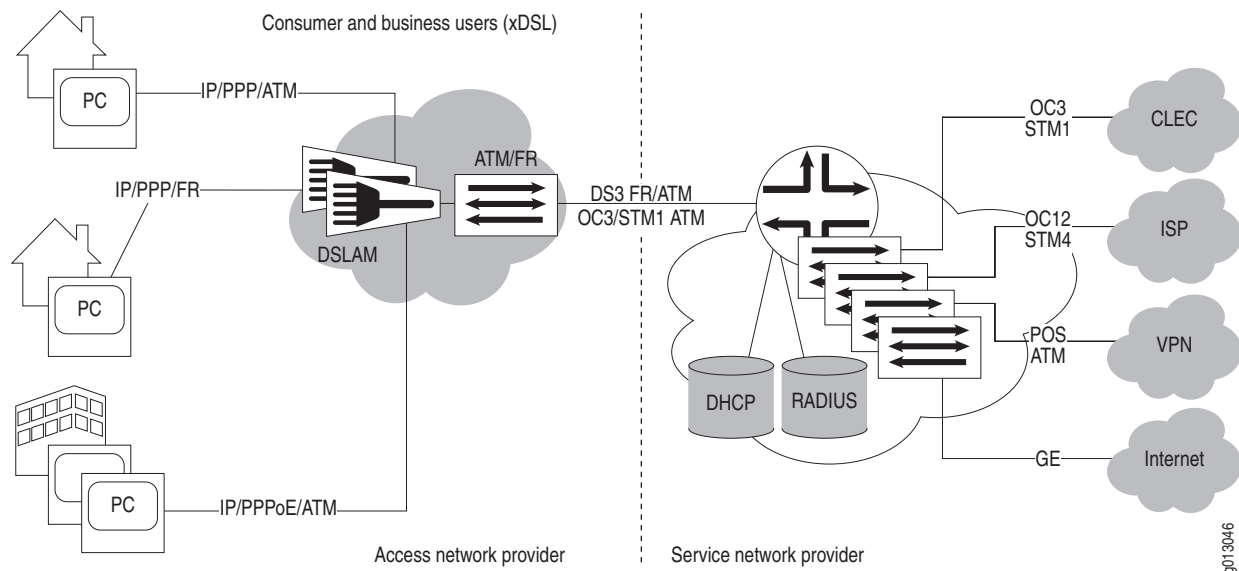 Consumer and business users (xDSL)
PC
IP/PPP/ATM
IP/PPP/FR
PC
PC
IP/PPPoE/ATM
DSLAM
ATM/FR
DS3 FR/ATM
OC3/STM1 ATM
DHCP
RADIUS
OC3
STM1
CLEC
OC12
STM4
ISP
POS
ATM
VPN
GE
Internet
Access network provider
Service network provider
g013046